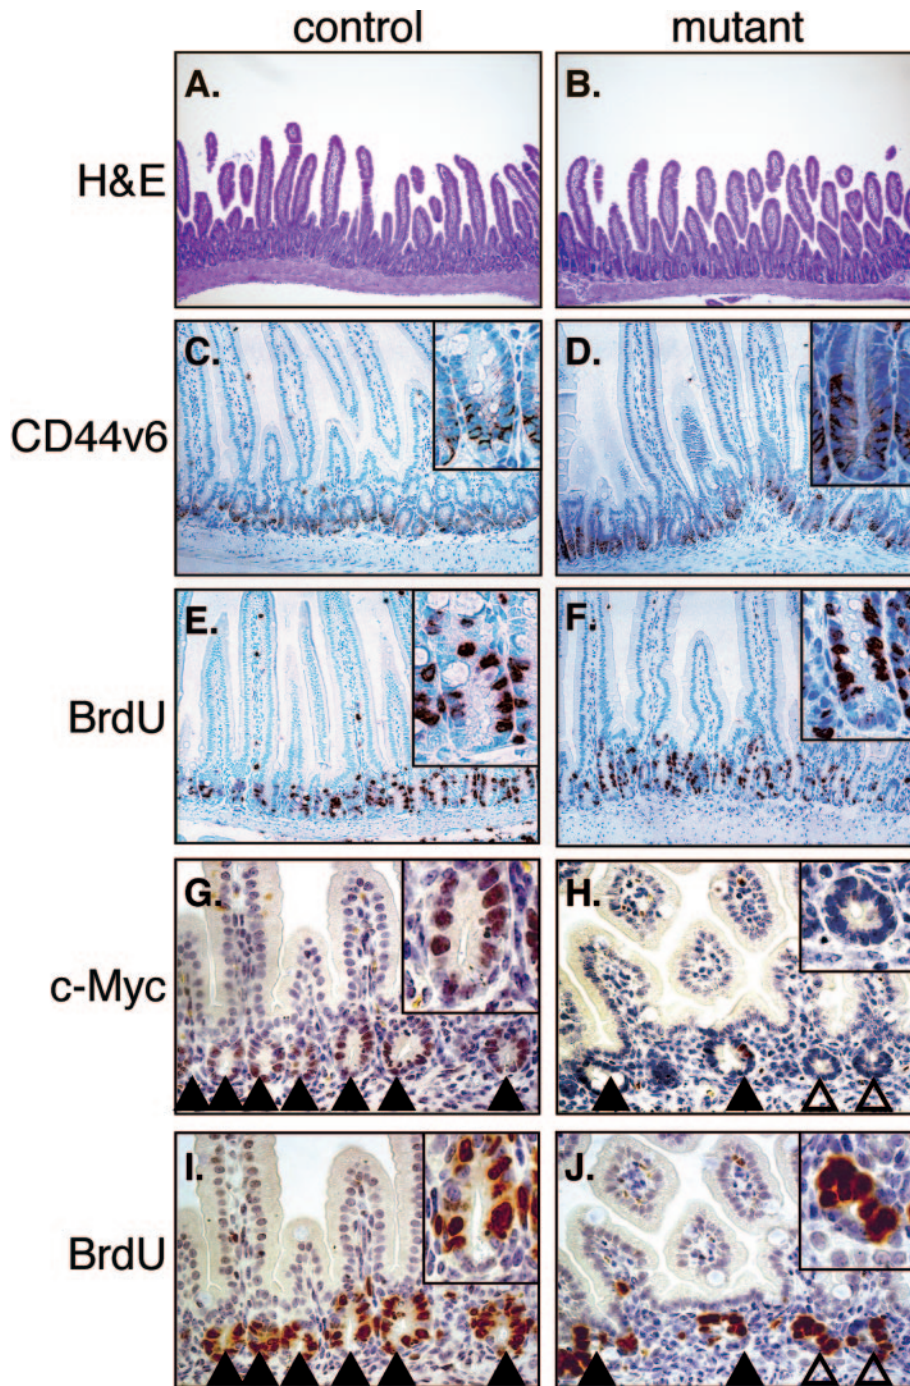 control mutant
H&E A. B.
CD44v6 C. D.
BrdU E. F.
c-Myc G. H.
BrdU I. J.